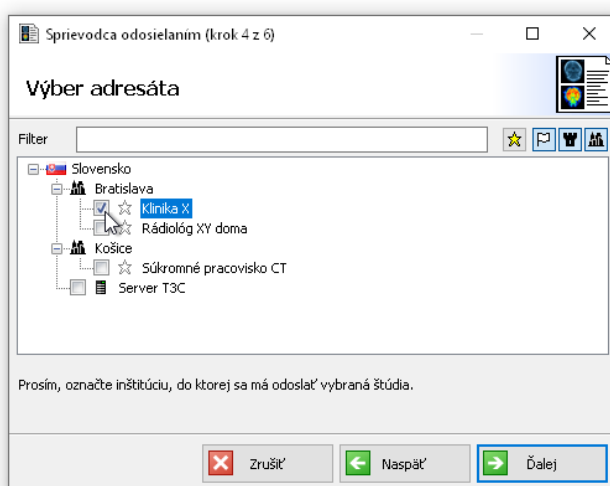 Sprievodca odosielaním (krok 4 z 6)
Výber adresáta
Filter
Slovensko
Bratislava
Klinika X
Rádiológ XY doma
Košice
Súkromné pracovisko CT
Server T3C
Prosím, označte inštitúciu, do ktorej sa má odoslať vybraná štúdia.
Zrušiť
Naspäť
Ďalej